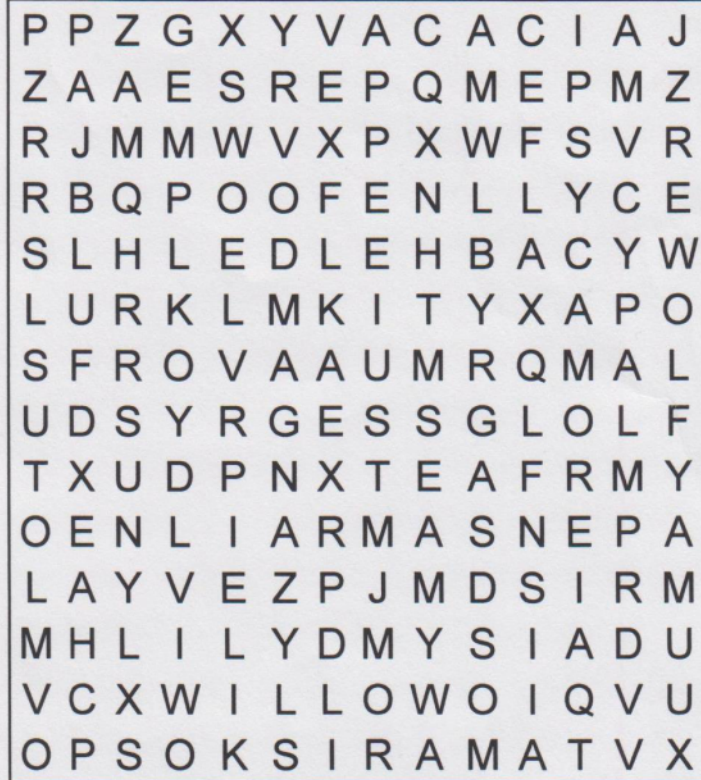 P P Z G X Y V A C A C I A J
Z A A E S R E P Q M E P M Z
R J M M W V X P X W F S V R
R B Q P O O F E N L L Y C E
S L H L E D L E H B A C Y W
L U R K L M K I T Y X A P O
S F R O V A A U M R Q M A L
U D S Y R G E S S G L O L F
T X U D P N X T E A F R M Y
O E N L I A R M A S N E P A
L A Y V E Z P J M D S I R M
M H L I L Y D M Y S I A D U
V C X W I L L O W O I Q V U
O P S O K S I R A M A T V X